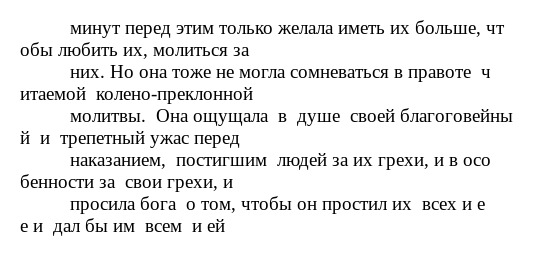 минут перед этим только желала иметь их больше, чт
обы любить их, молиться за
них. Но она тоже не могла сомневаться в правоте  ч
итаемой  колено-преклонной
молитвы.  Она ощущала  в  душе  своей благоговейны
й  и  трепетный ужас перед
наказанием,  постигшим  людей за их грехи, и в осо
бенности за  свои грехи, и
просила бога  о том, чтобы он простил их  всех и е
е и  дал бы им  всем  и ей